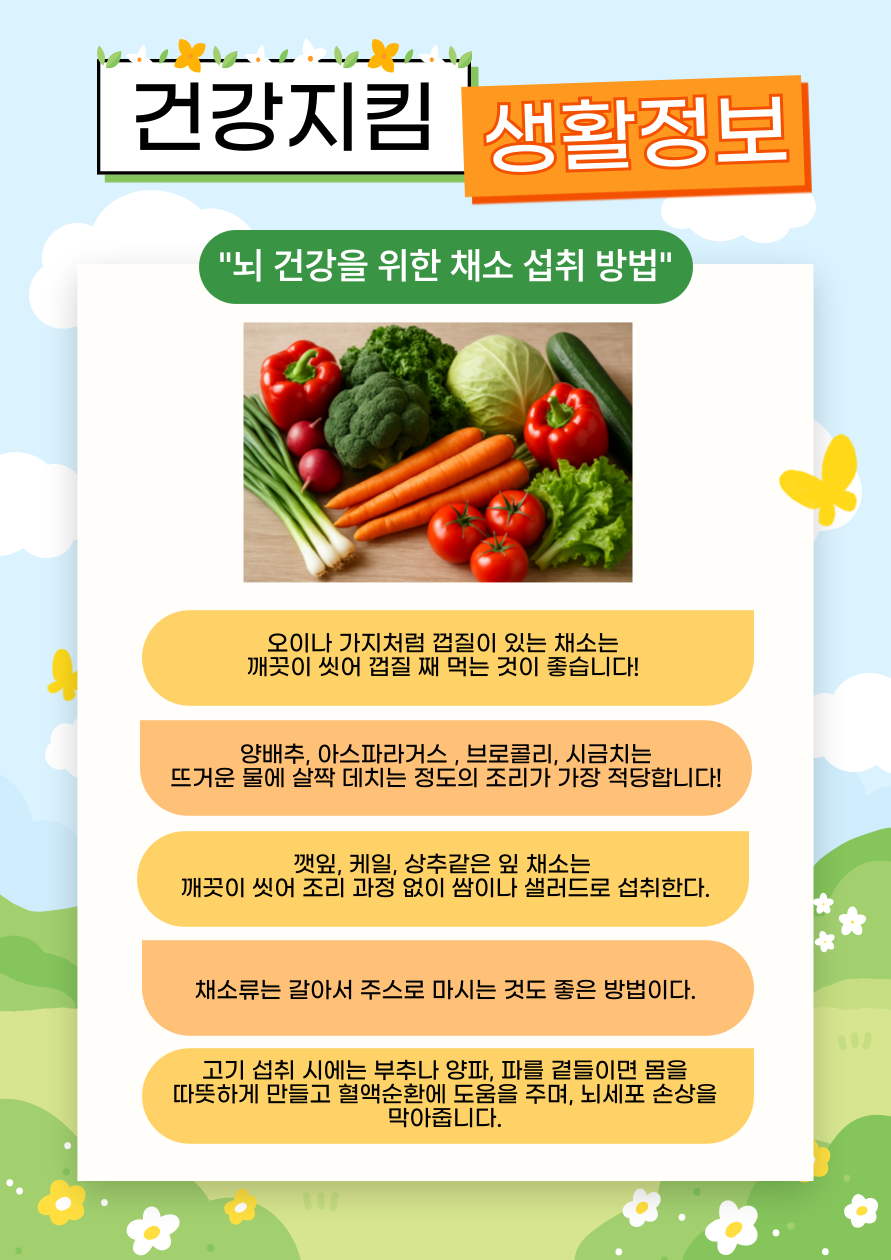 건강지킴
생활정보
"뇌 건강을 위한 채소 섭취 방법"
오이나 가지처럼 껍질이 있는 채소는
깨끗이 씻어 껍질 째 먹는 것이 좋습니다!
양배추, 아스파라거스 , 브로콜리, 시금치는
뜨거운 물에 살짝 데치는 정도의 조리가 가장 적당합니다!
깻잎, 케일, 상추같은 잎 채소는
깨끗이 씻어 조리 과정 없이 쌈이나 샐러드로 섭취한다.
채소류는 갈아서 주스로 마시는 것도 좋은 방법이다.
고기 섭취 시에는 부추나 양파, 파를 곁들이면 몸을
따뜻하게 만들고 혈액순환에 도움을 주며, 뇌세포 손상을
막아줍니다.